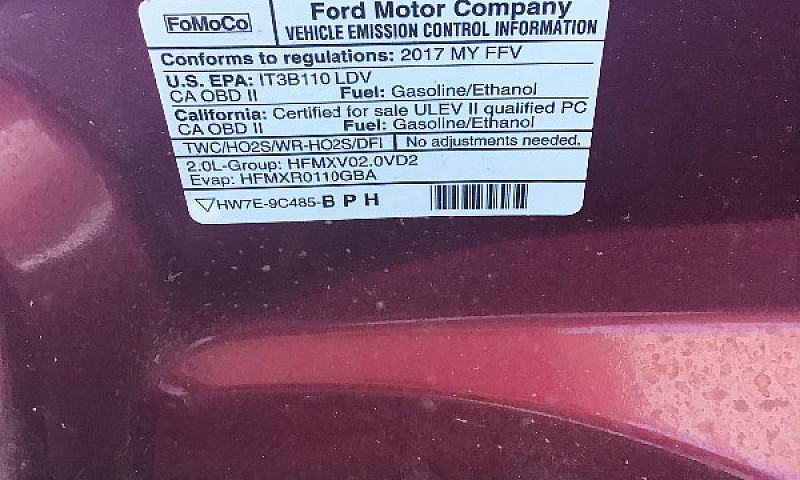 FoMoCo
Ford Motor Company
VEHICLE EMISSION CONTROL INFORMATION
Conforms to regulations: 2017 MY FFV
U.S. EPA: IT3B110 LDV
CA OBD II Fuel: Gasoline/Ethanol
California: Certified for sale ULEV II qualified PC
CA OBD II Fuel: Gasoline/Ethanol
TWC/HO2S/WR-HO2S/DFI No adjustments needed.
2.0L-Group: HFMXV02.0VD2
Evap: HFMXR0110GBA
HW7E-9C485-B P H